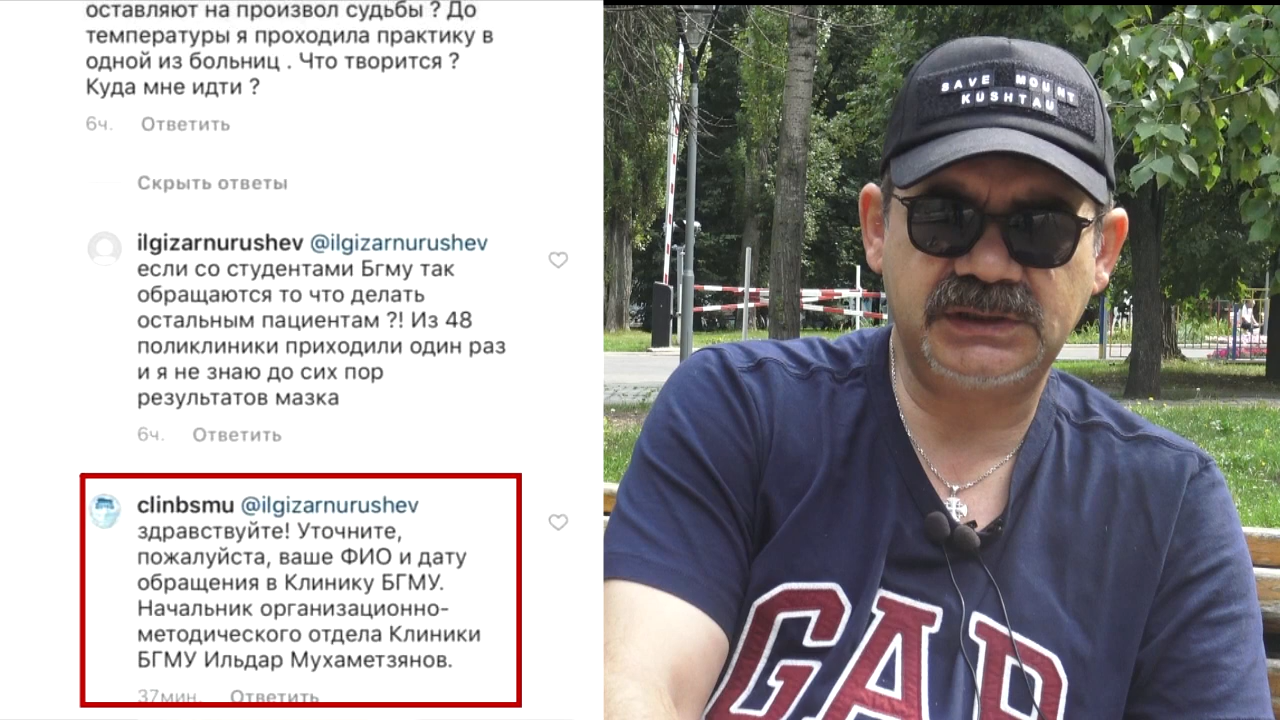 оставляют на произвол судьбы ? До
температуры я проходила практику в
одной из больниц . Что творится ?
Куда мне идти ?
6ч. Ответить
Скрыть ответы
ilgizarnurushev @ilgizarnurushev
если со студентами Бгму так
обращаются то что делать
остальным пациентам ?! Из 48
поликлиники приходили один раз
и я не знаю до сих пор
результатов мазка
6ч. Ответить
clinbsmu @ilgizarnurushev
здравствуйте! Уточните,
пожалуйста, ваше ФИО и дату
обращения в Клинику БГМУ.
Начальник организационно-
методического отдела Клиники
БГМУ Ильдар Мухаметзянов.
37мин. Ответить
SAVE MOUNT
KUSHTAU
GAP